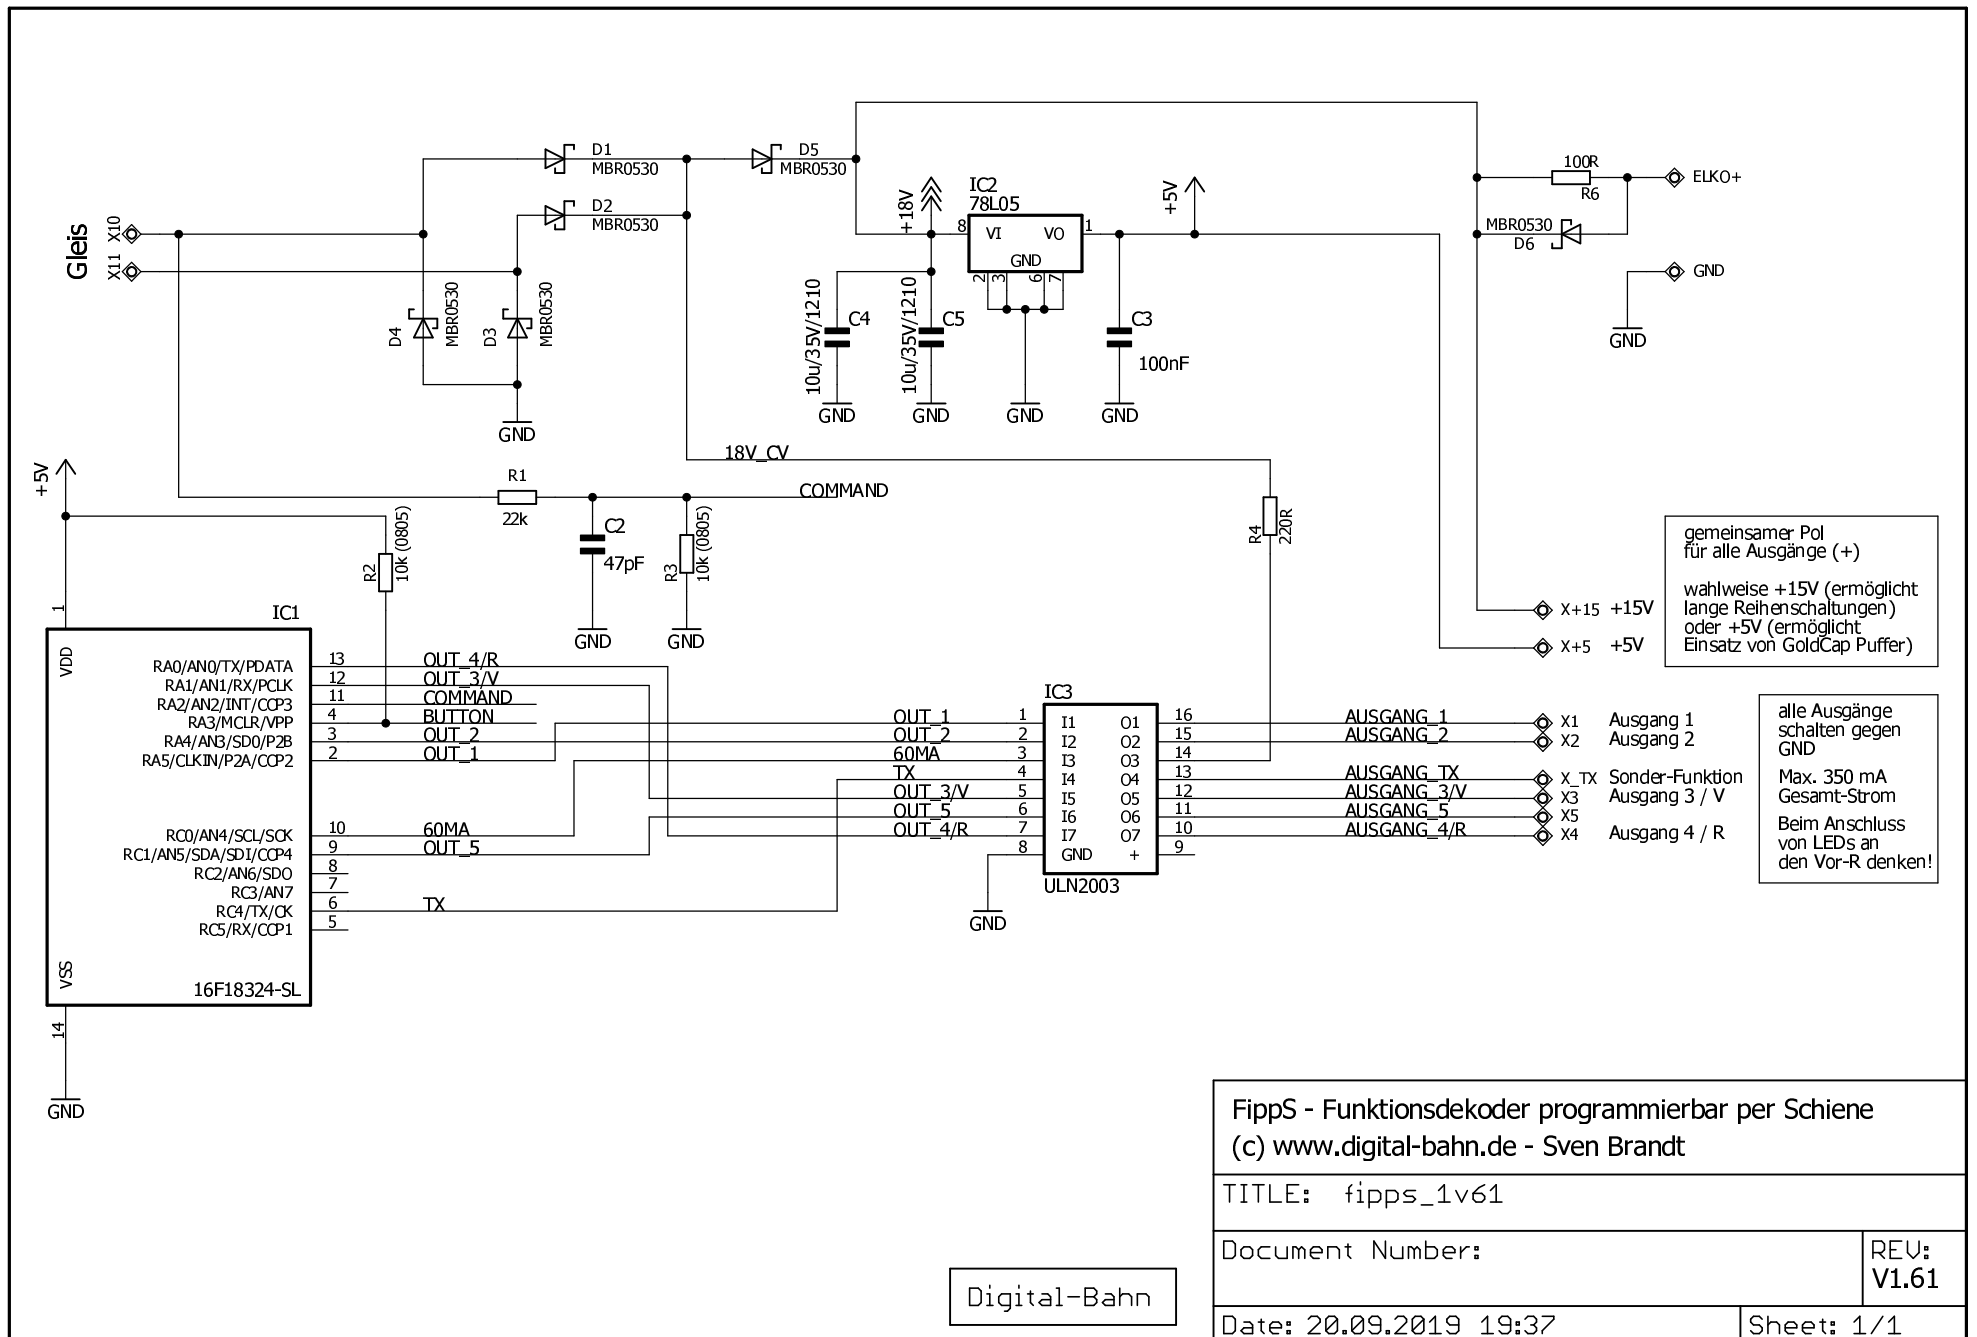 D1
MBR0530
D5
MBR0530
D2
MBR0530
Gleis
X10
X11
D4
MBR0530
D3
MBR0530
GND
+18V
IC2
78L05
8
VI
VO
1
GND
2
3
6
7
+5V
10u/35V/1210
C4
GND
10u/35V/1210
C5
GND
GND
C3
100nF
GND
100R
R6
ELKO+
MBR0530
D6
GND
GND
18V_CV
+5V
R1
22k
COMMAND
C2
47pF
GND
R3
10k (0805)
GND
R2
10k (0805)
R4
220R
gemeinsamer Pol
für alle Ausgänge (+)
wahlweise +15V (ermöglicht
lange Reihenschaltungen)
oder +5V (ermöglicht
Einsatz von GoldCap Puffer)
X+15 +15V
X+5 +5V
IC1
1
VDD
RA0/AN0/TX/PDATA 13 OUT_4/R
RA1/AN1/RX/PCLK 12 OUT_3/V
RA2/AN2/INT/CCP3 11 COMMAND
RA3/MCLR/VPP 4 BUTTON
RA4/AN3/SD0/P2B 3 OUT_2
RA5/CLKIN/P2A/CCP2 2 OUT_1
RC0/AN4/SCL/SCK 10 60MA
RC1/AN5/SDA/SDI/CCP4 9 OUT_5
RC2/AN6/SDO 8
RC3/AN7 7
RC4/TX/CK 6 TX
RC5/RX/CCP1 5
VSS
16F18324-SL
14
GND
IC3
OUT_1 1 I1 O1 16 AUSGANG_1 X1 Ausgang 1
OUT_2 2 I2 O2 15 AUSGANG_2 X2 Ausgang 2
60MA 3 I3 O3 14
TX 4 I4 O4 13 AUSGANG_TX X_TX Sonder-Funktion
OUT_3/V 5 I5 O5 12 AUSGANG_3/V X3 Ausgang 3 / V
OUT_5 6 I6 O6 11 AUSGANG_5 X5
OUT_4/R 7 I7 O7 10 AUSGANG_4/R X4 Ausgang 4 / R
8 GND + 9
ULN2003
GND
alle Ausgänge
schalten gegen
GND
Max. 350 mA
Gesamt-Strom
Beim Anschluss
von LEDs an
den Vor-R denken!
FippS - Funktionsdekoder programmierbar per Schiene
(c) www.digital-bahn.de - Sven Brandt
TITLE: fipps_1v61
Document Number:
REV:
V1.61
Date: 20.09.2019 19:37
Sheet: 1/1
Digital-Bahn